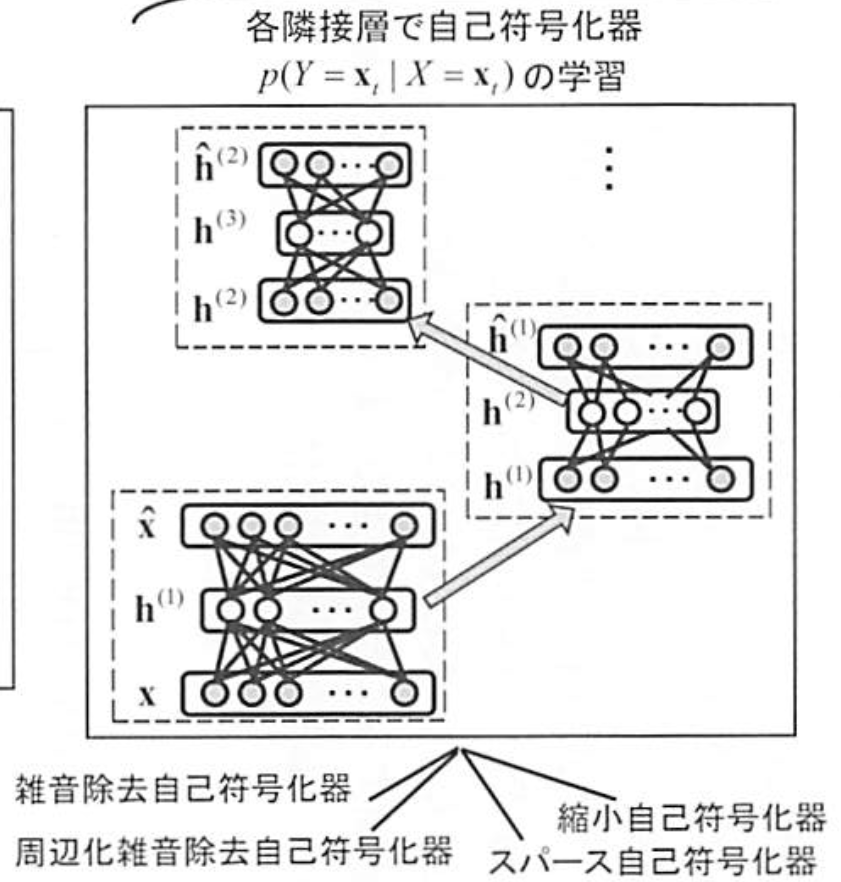 各隣接層で自己符号化器
p(Y = x_t | X = x_t) の学習
ĥ^(2)
h^(3)
h^(2)
ĥ^(1)
h^(2)
h^(1)
x̂
h^(1)
x
雑音除去自己符号化器
周辺化雑音除去自己符号化器
縮小自己符号化器
スパース自己符号化器